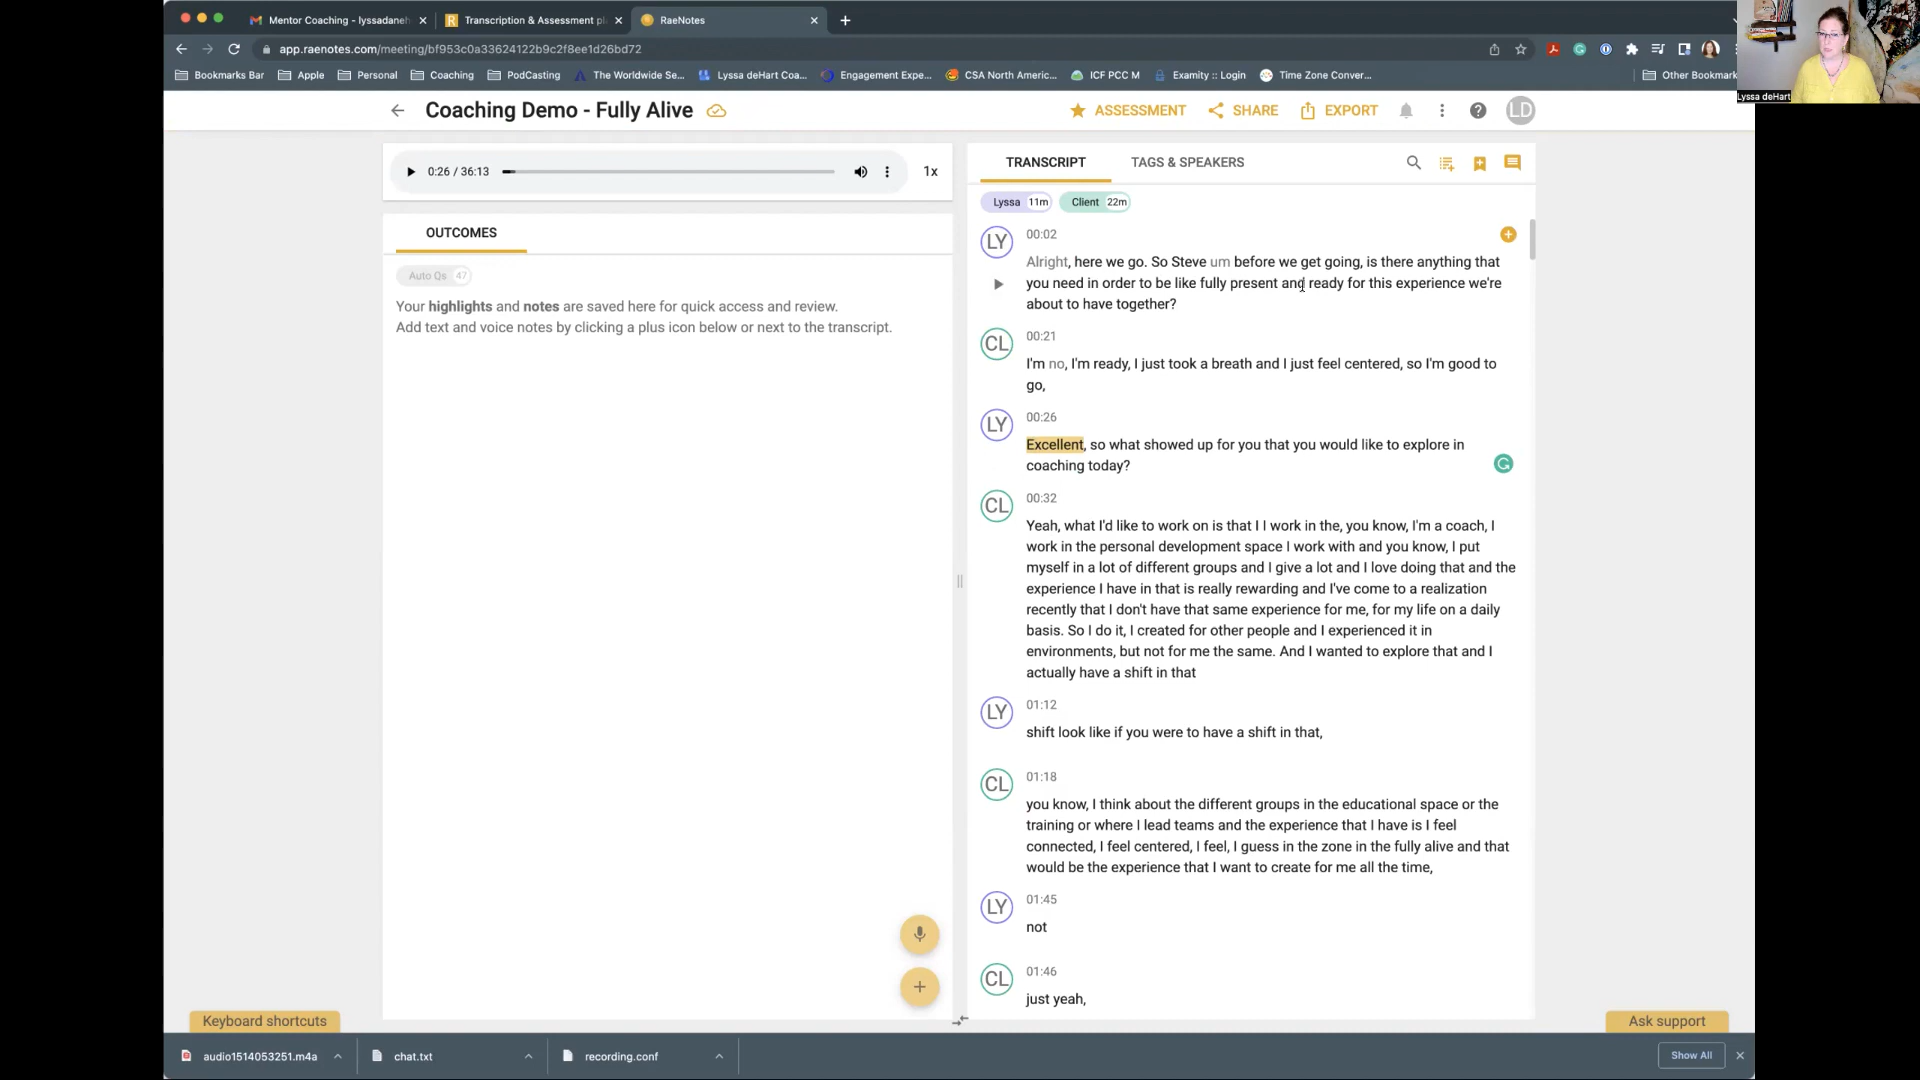 Mentor Coaching - lyssadaneh
Transcription & Assessment pl
RaeNotes
app.raenotes.com/meeting/bf953c0a33624122b9c2f8ee1d26bd72
Bookmarks Bar
Apple
Personal
Coaching
PodCasting
The Worldwide Se...
Lyssa deHart Coa...
Engagement Expe...
CSA North Americ...
ICF PCC M
Examity :: Login
Time Zone Conver...
Other Bookmark
Lyssa deHart
Coaching Demo - Fully Alive
ASSESSMENT
SHARE
EXPORT
LD
0:26 / 36:13
1x
OUTCOMES
Auto Qs 47
Your highlights and notes are saved here for quick access and review.
Add text and voice notes by clicking a plus icon below or next to the transcript.
TRANSCRIPT
TAGS & SPEAKERS
Lyssa 11m
Client 22m
LY
00:02
Alright, here we go. So Steve um before we get going, is there anything that
you need in order to be like fully present and ready for this experience we're
about to have together?
CL
00:21
I'm no, I'm ready, I just took a breath and I just feel centered, so I'm good to
go,
LY
00:26
Excellent, so what showed up for you that you would like to explore in
coaching today?
CL
00:32
Yeah, what I'd like to work on is that I I work in the, you know, I'm a coach, I
work in the personal development space I work with and you know, I put
myself in a lot of different groups and I give a lot and I love doing that and the
experience I have in that is really rewarding and I've come to a realization
recently that I don't have that same experience for me, for my life on a daily
basis. So I do it, I created for other people and I experienced it in
environments, but not for me the same. And I wanted to explore that and I
actually have a shift in that
LY
01:12
shift look like if you were to have a shift in that,
CL
01:18
you know, I think about the different groups in the educational space or the
training or where I lead teams and the experience that I have is I feel
connected, I feel centered, I feel, I guess in the zone in the fully alive and that
would be the experience that I want to create for me all the time,
LY
01:45
not
CL
01:46
just yeah,
Keyboard shortcuts
Ask support
audio1514053251.m4a
chat.txt
recording.conf
Show All